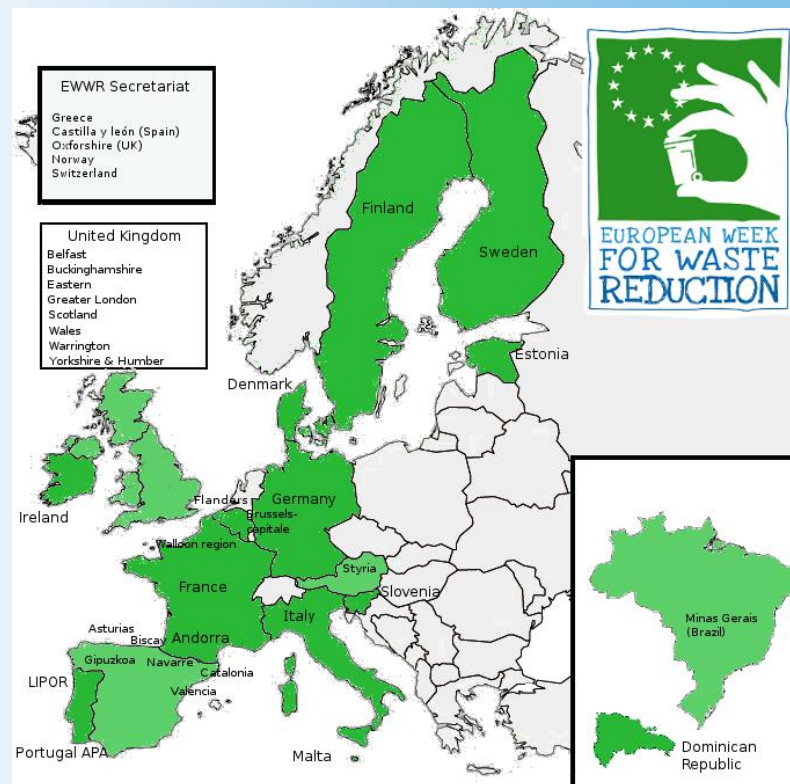 EWWR Secretariat
Greece
Castilla y león (Spain)
Oxforshire (UK)
Norway
Switzerland
United Kingdom
Belfast
Buckinghamshire
Eastern
Greater London
Scotland
Wales
Warrington
Yorkshire & Humber
EUROPEAN WEEK
FOR WASTE
REDUCTION
Finland
Sweden
Estonia
Denmark
Ireland
Flanders
Germany
Brussels-
capitale
Walloon region
Styria
Slovenia
France
Italy
Andorra
Asturias
Biscay
Gipuzkoa
Navarre
Catalonia
Valencia
LIPOR
Portugal APA
Malta
Minas Gerais
(Brazil)
Dominican
Republic